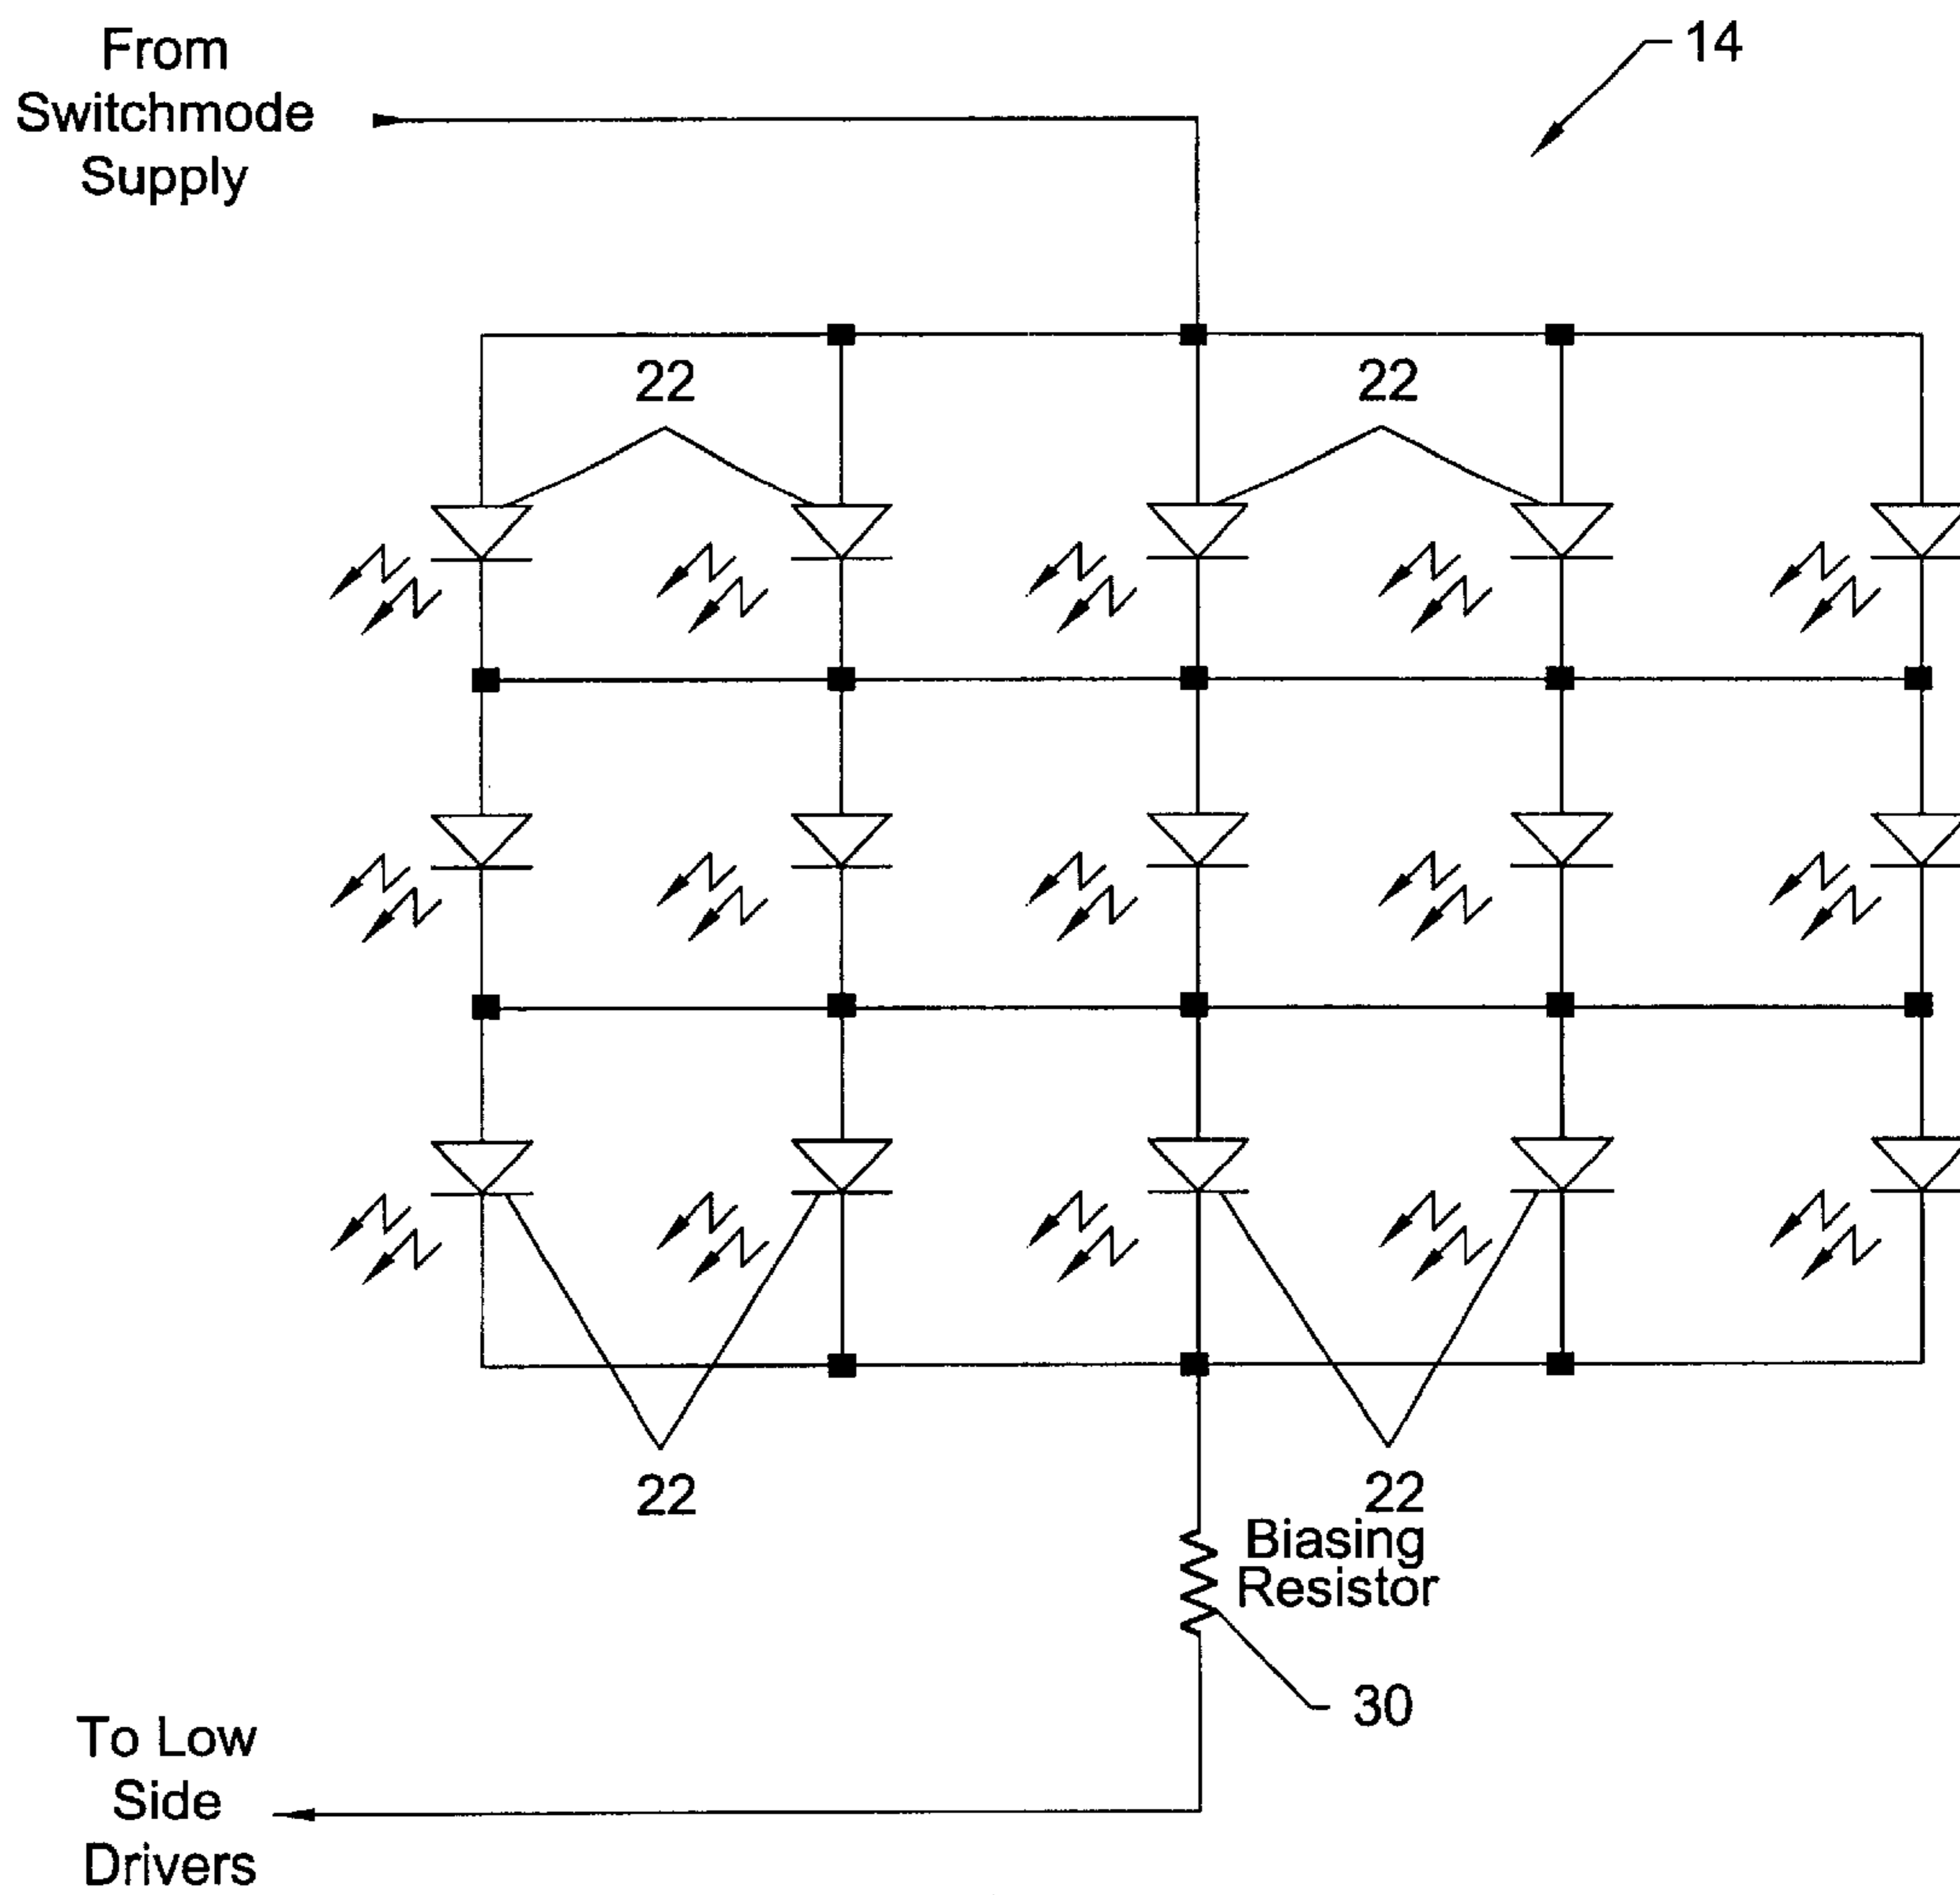 From
Switchmode
Supply
14
22
22
22
22
Biasing
Resistor
30
To Low
Side
Drivers